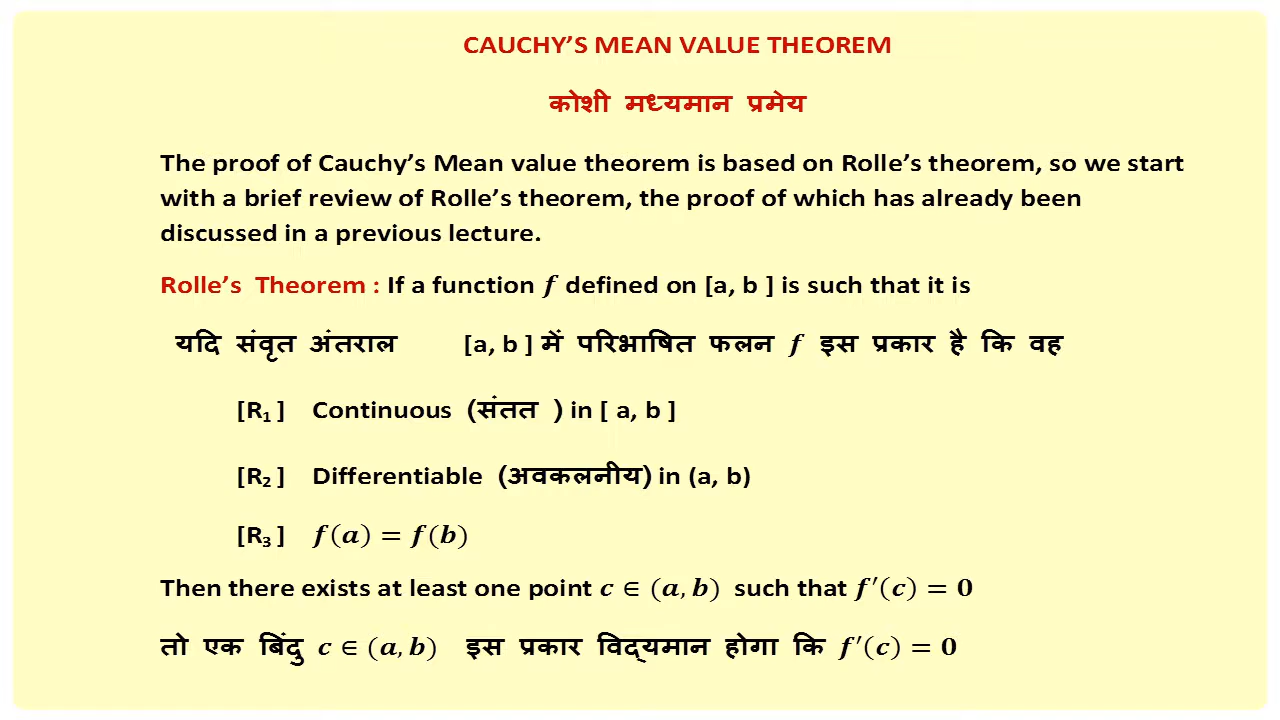 CAUCHY’S MEAN VALUE THEOREM
कोशी मध्यमान प्रमेय
The proof of Cauchy’s Mean value theorem is based on Rolle’s theorem, so we start
with a brief review of Rolle’s theorem, the proof of which has already been
discussed in a previous lecture.
Rolle’s Theorem : If a function 𝒇 defined on [a, b ] is such that it is
यदि संवृत अंतराल [a, b ] में परिभाषित फलन 𝒇 इस प्रकार है कि वह
[R₁ ] Continuous (संतत ) in [ a, b ]
[R₂ ] Differentiable (अवकलनीय) in (a, b)
[R₃ ] 𝒇(𝒂) = 𝒇(𝒃)
Then there exists at least one point 𝒄 ∈ (𝒂, 𝒃) such that 𝒇′(𝒄) = 𝟎
तो एक बिंदु 𝒄 ∈ (𝒂, 𝒃) इस प्रकार विद्यमान होगा कि 𝒇′(𝒄) = 𝟎